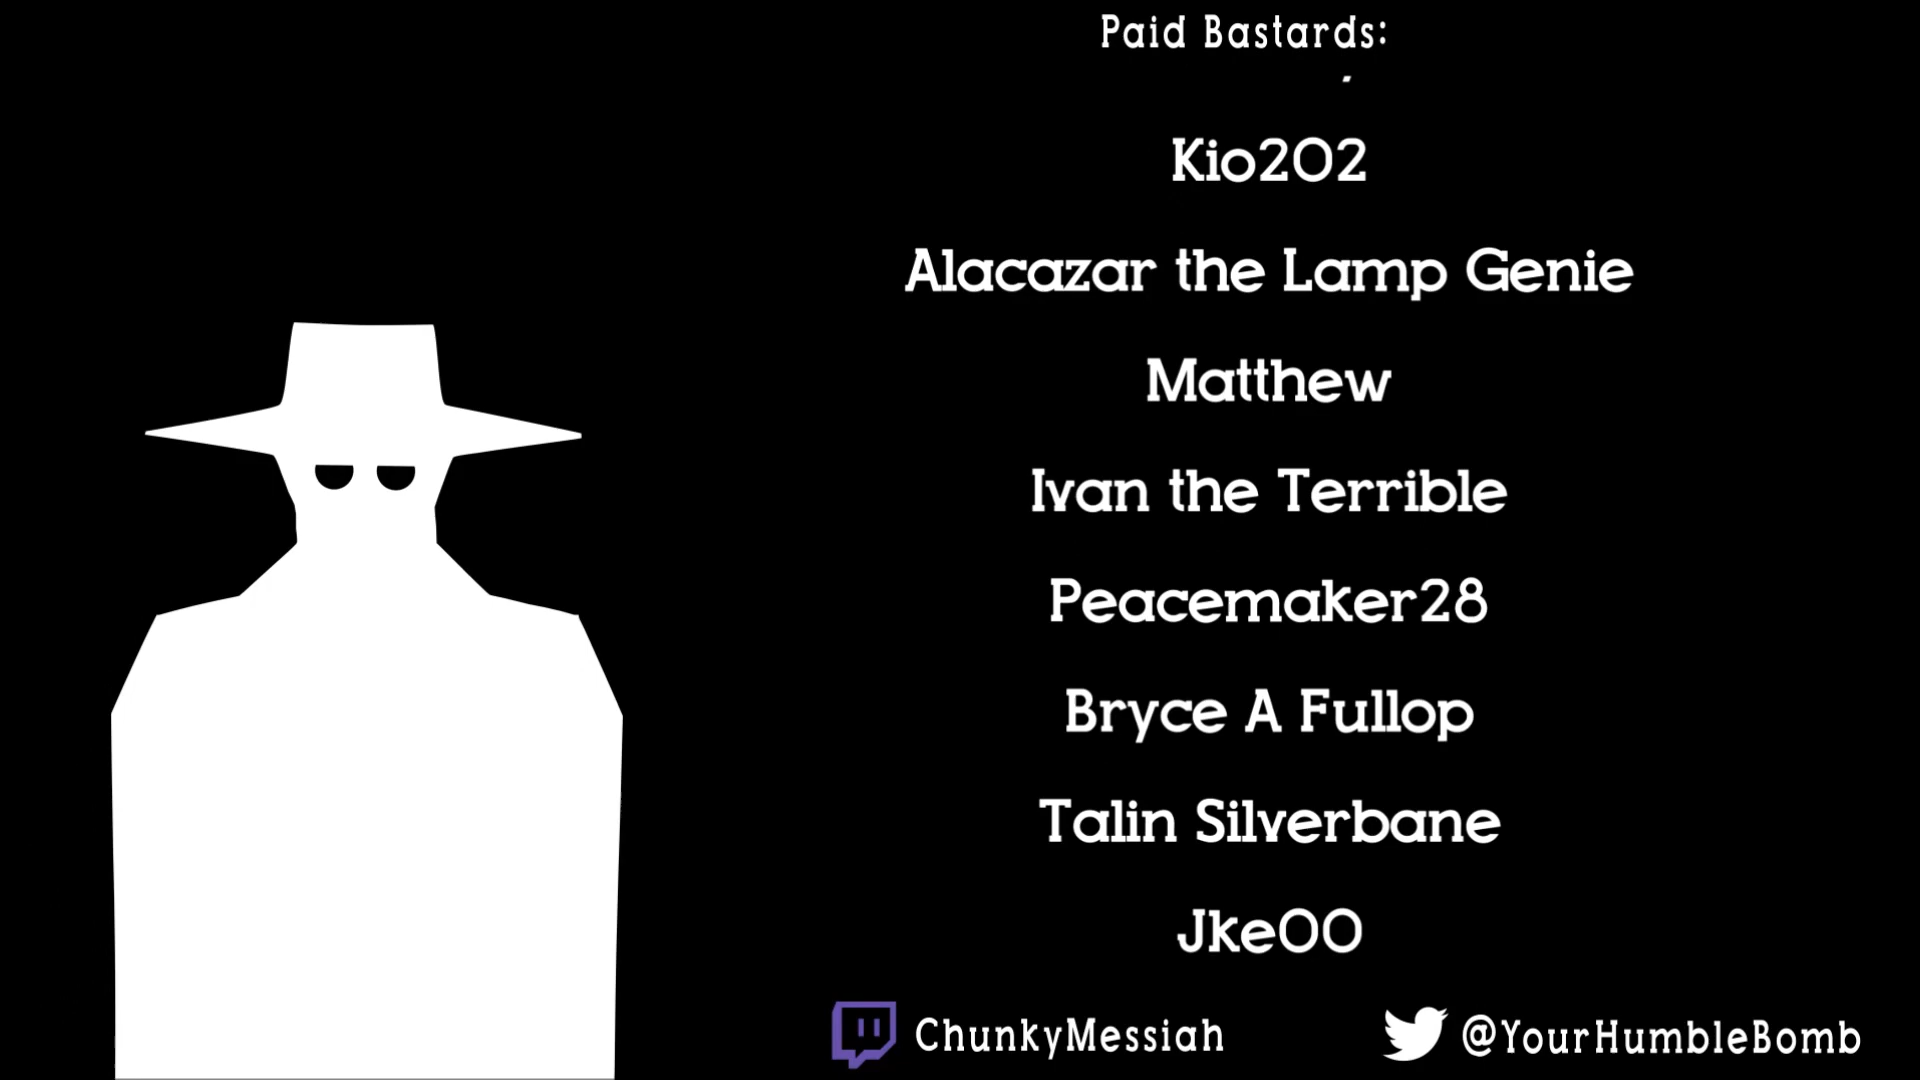 Paid Bastards:
Kio202
Alacazar the Lamp Genie
Matthew
Ivan the Terrible
Peacemaker28
Bryce A Fullop
Talin Silverbane
Jke00
ChunkyMessiah
@YourHumbleBomb